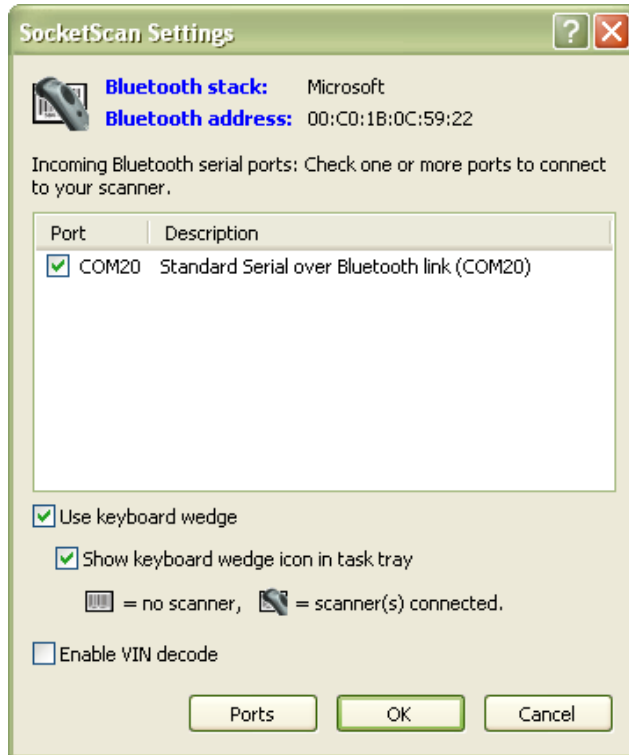 SocketScan Settings
Bluetooth stack: Microsoft
Bluetooth address: 00:C0:1B:0C:59:22
Incoming Bluetooth serial ports: Check one or more ports to connect
to your scanner.
Port Description
COM20 Standard Serial over Bluetooth link (COM20)
Use keyboard wedge
Show keyboard wedge icon in task tray
= no scanner, = scanner(s) connected.
Enable VIN decode
Ports OK Cancel